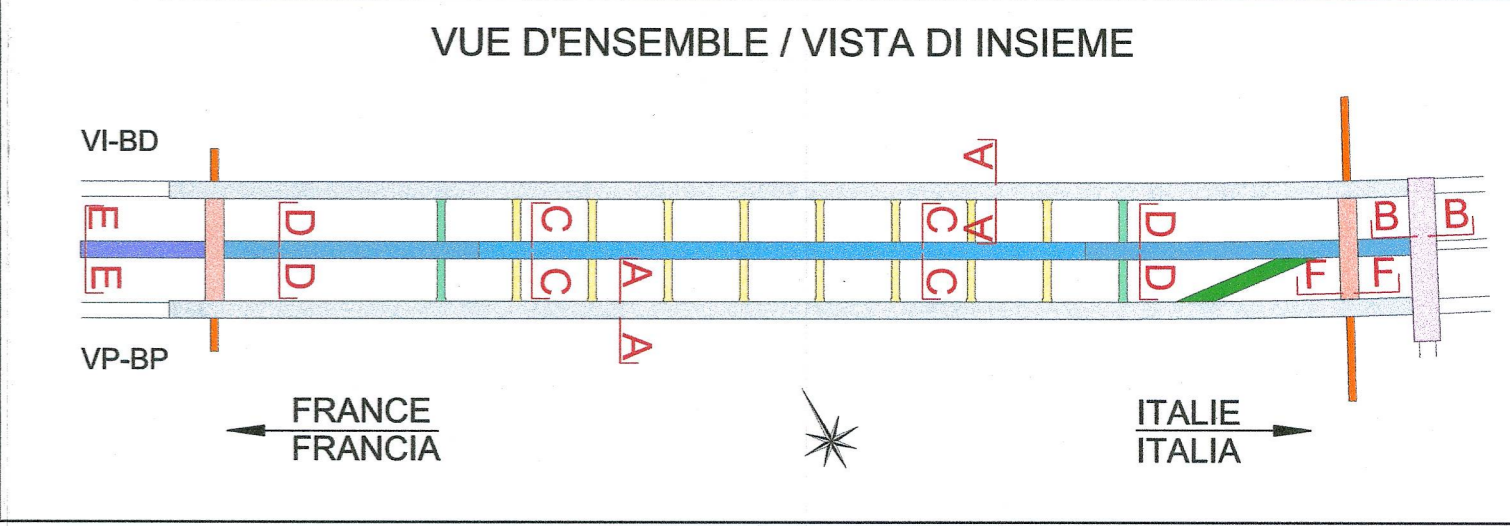 VUE D'ENSEMBLE / VISTA DI INSIEME
VI-BD
A
A
E D C C D B B
E D A C C D F F
A
VP-BP
FRANCE
FRANCIA
ITALIE
ITALIA